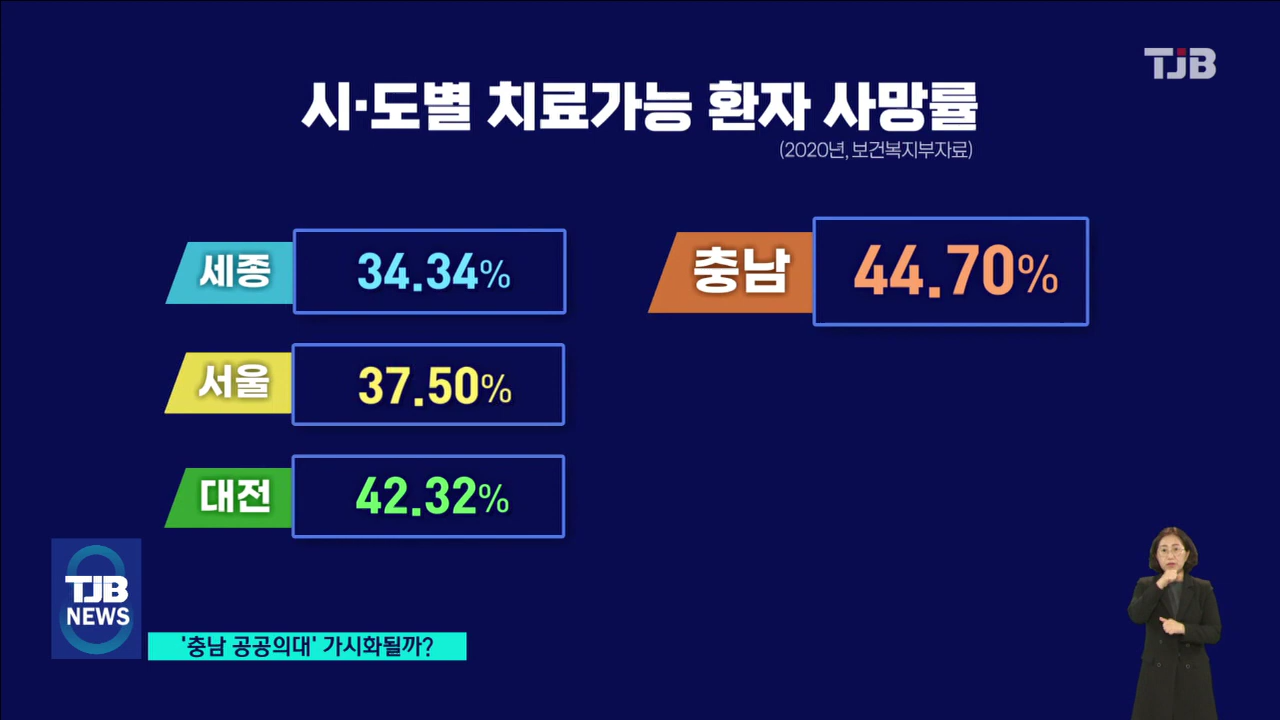 TJB
시·도별 치료가능 환자 사망률
(2020년, 보건복지부자료)
세종 34.34%
충남 44.70%
서울 37.50%
대전 42.32%
TJB
NEWS
'충남 공공의대' 가시화될까?